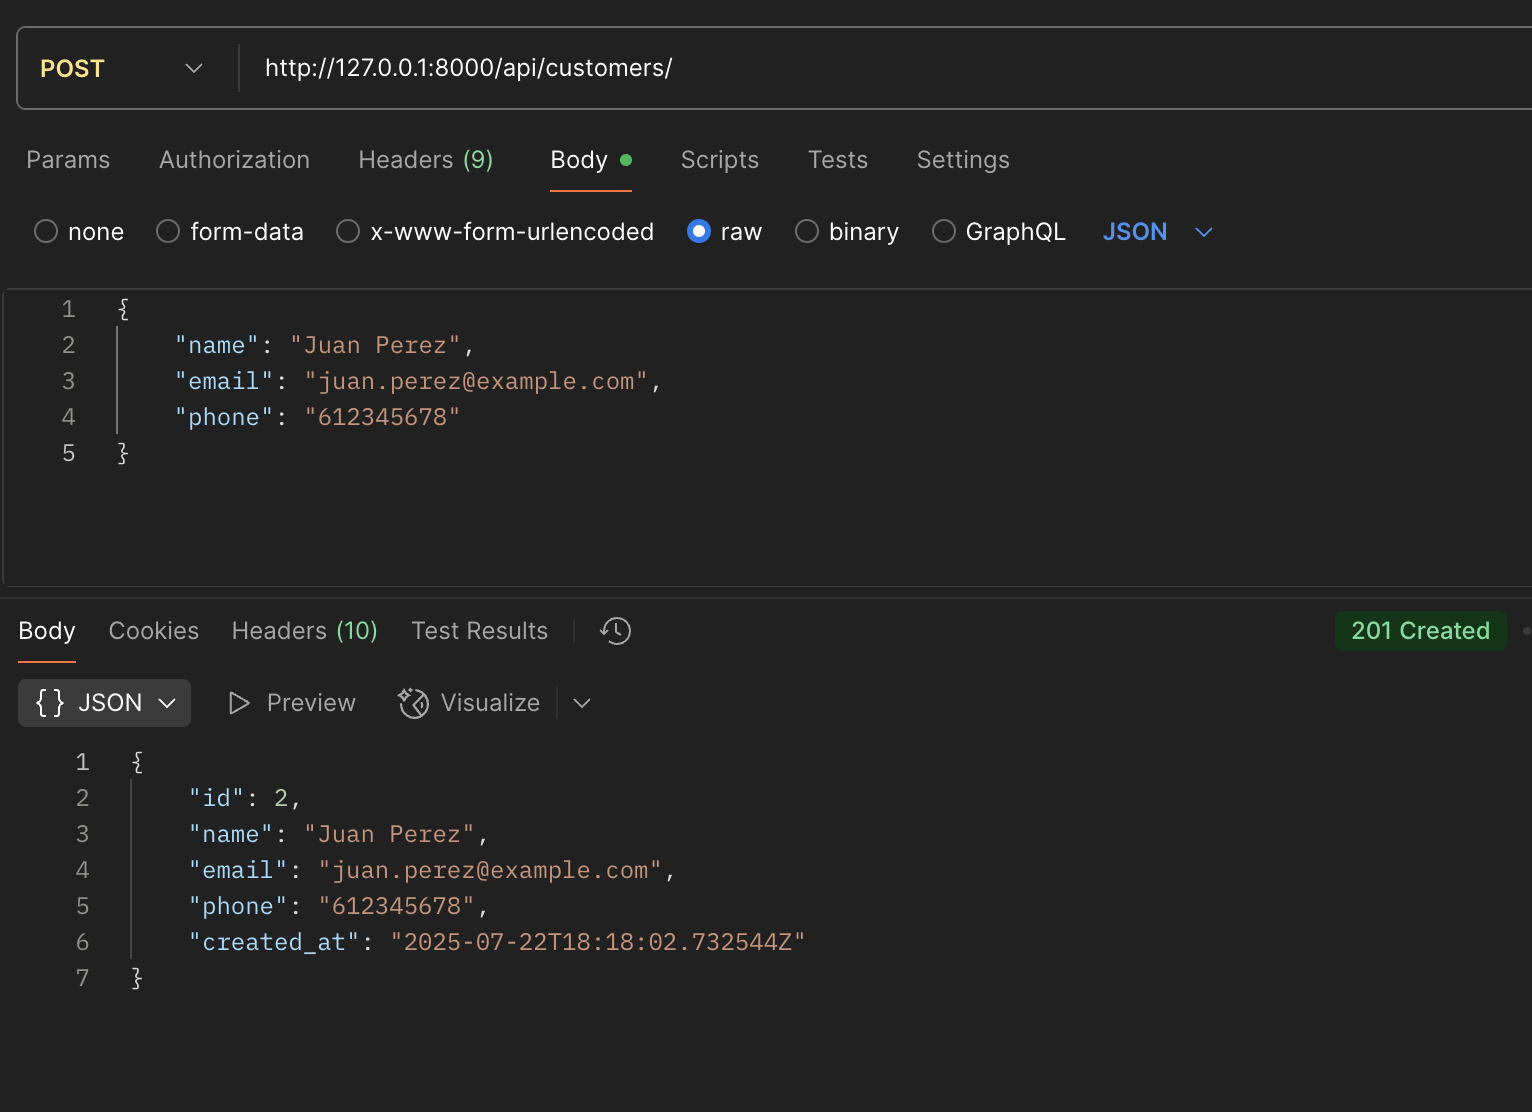 POST http://127.0.0.1:8000/api/customers/
Params Authorization Headers (9) Body Scripts Tests Settings
none form-data x-www-form-urlencoded raw binary GraphQL JSON
1 {
2 "name": "Juan Perez",
3 "email": "juan.perez@example.com",
4 "phone": "612345678"
5 }
Body Cookies Headers (10) Test Results 201 Created
{} JSON Preview Visualize
1 {
2 "id": 2,
3 "name": "Juan Perez",
4 "email": "juan.perez@example.com",
5 "phone": "612345678",
6 "created_at": "2025-07-22T18:18:02.732544Z"
7 }